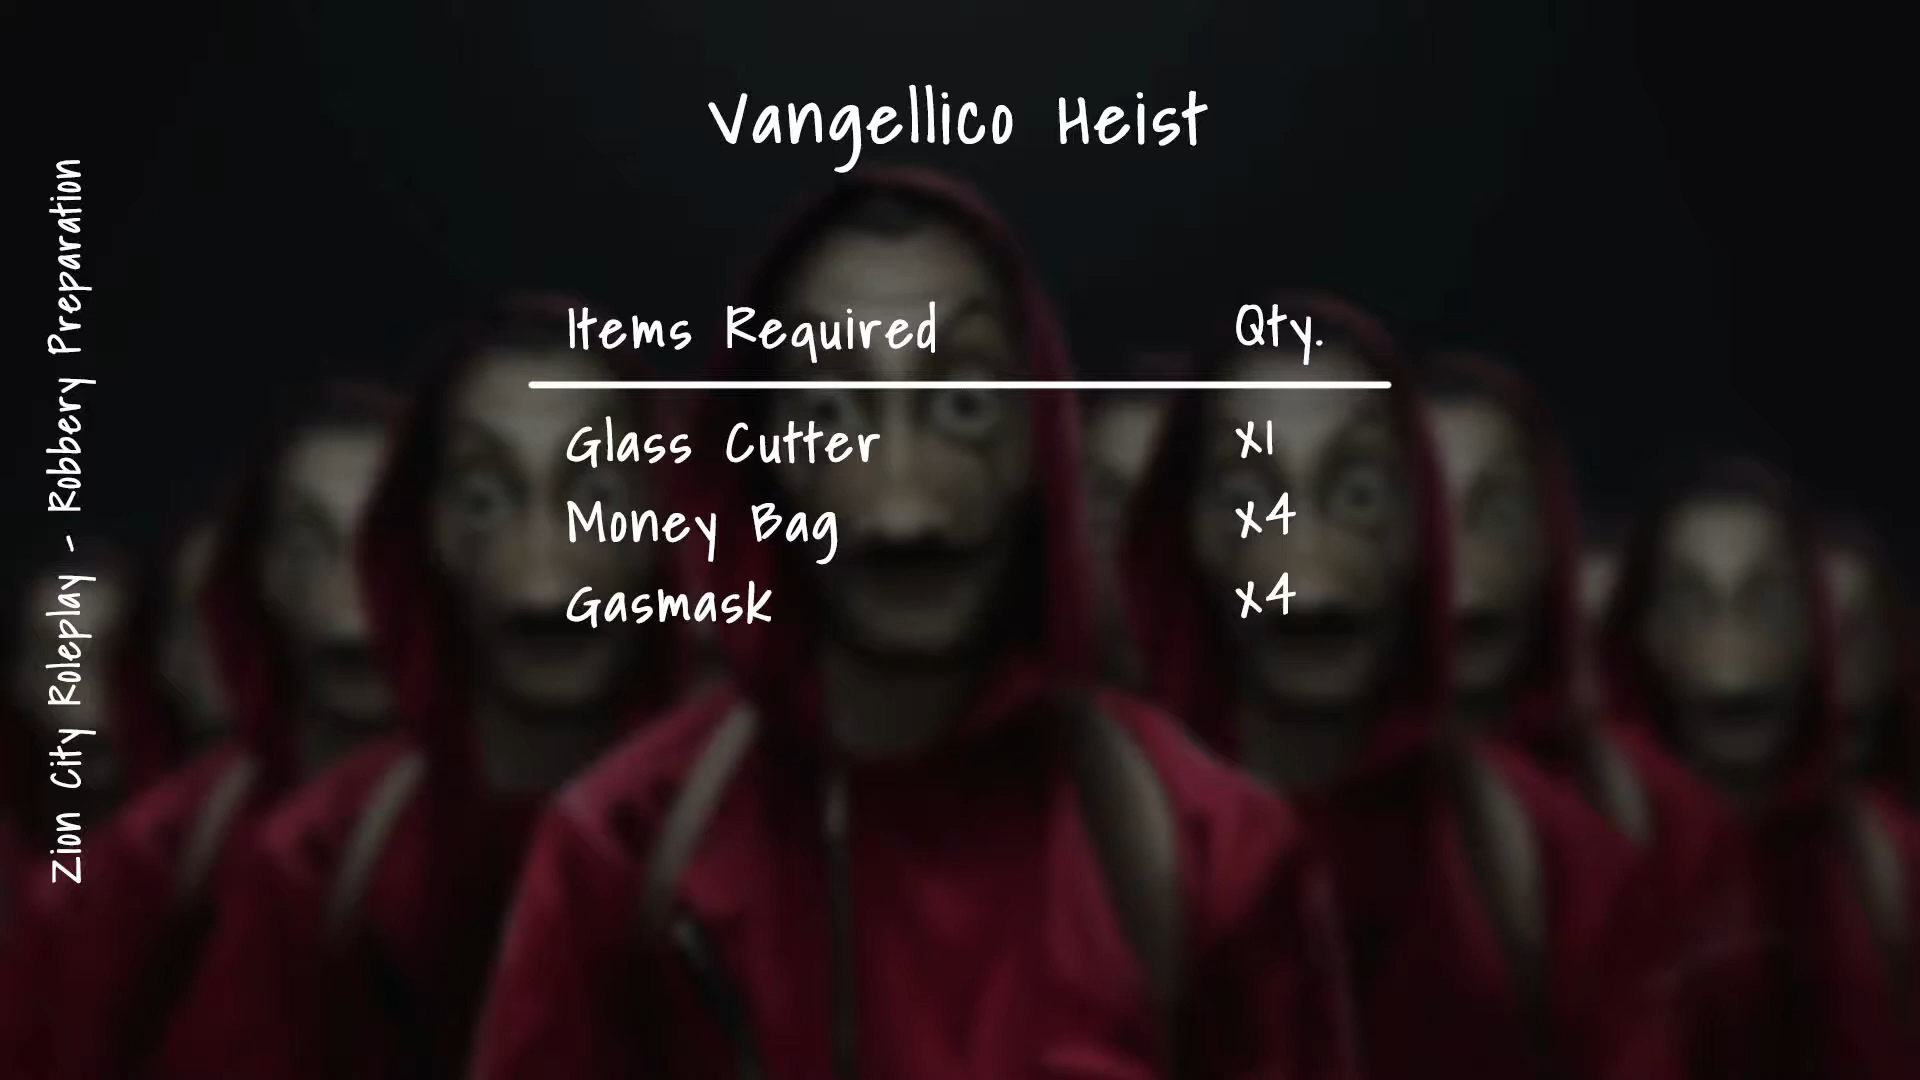 Vangellico Heist
Zion City Roleplay - Robbery Preparation
Items Required Qty.
Glass Cutter x1
Money Bag x4
Gasmask x4